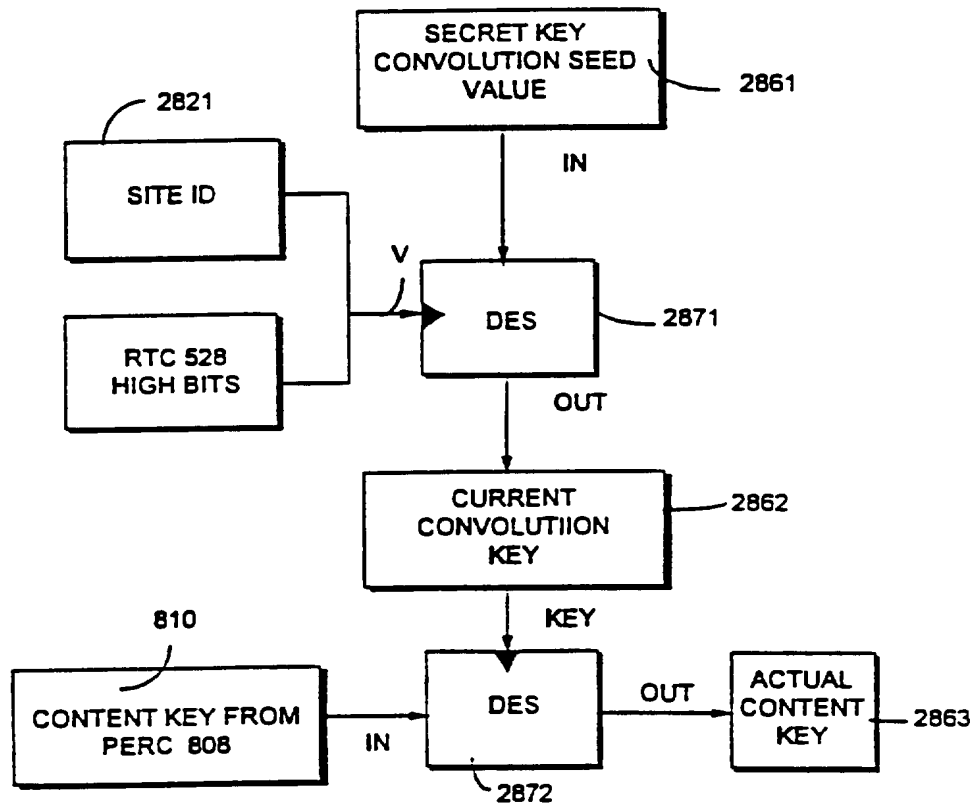 SECRET KEY
CONVOLUTION SEED
VALUE
2861
2821
IN
SITE ID
V
DES
2871
RTC 528
HIGH BITS
OUT
CURRENT
CONVOLUTIION
KEY
2862
KEY
810
CONTENT KEY FROM
PERC 808
IN
DES
OUT
ACTUAL
CONTENT
KEY
2863
2872